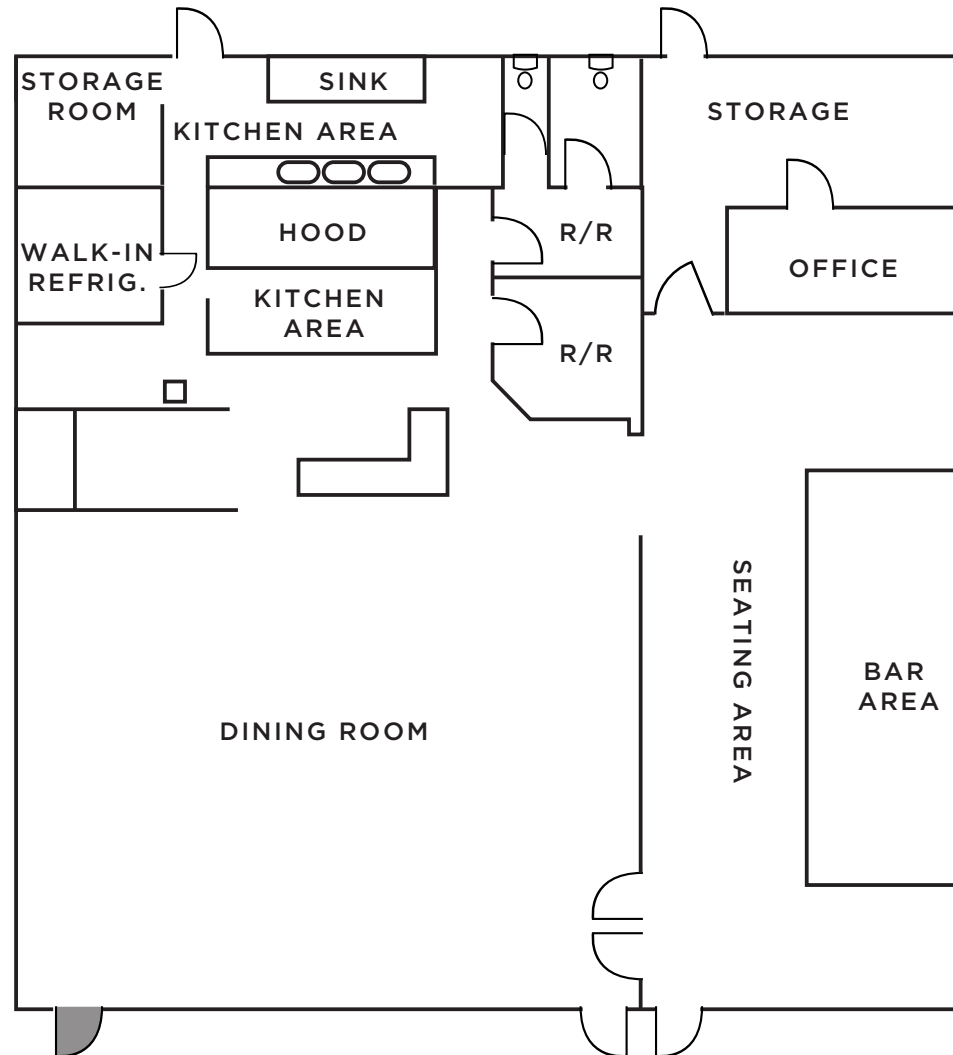 STORAGE
ROOM
SINK
KITCHEN AREA
STORAGE
WALK-IN
REFRIG.
HOOD
R/R
OFFICE
KITCHEN
AREA
R/R
SEATING AREA
BAR
AREA
DINING ROOM